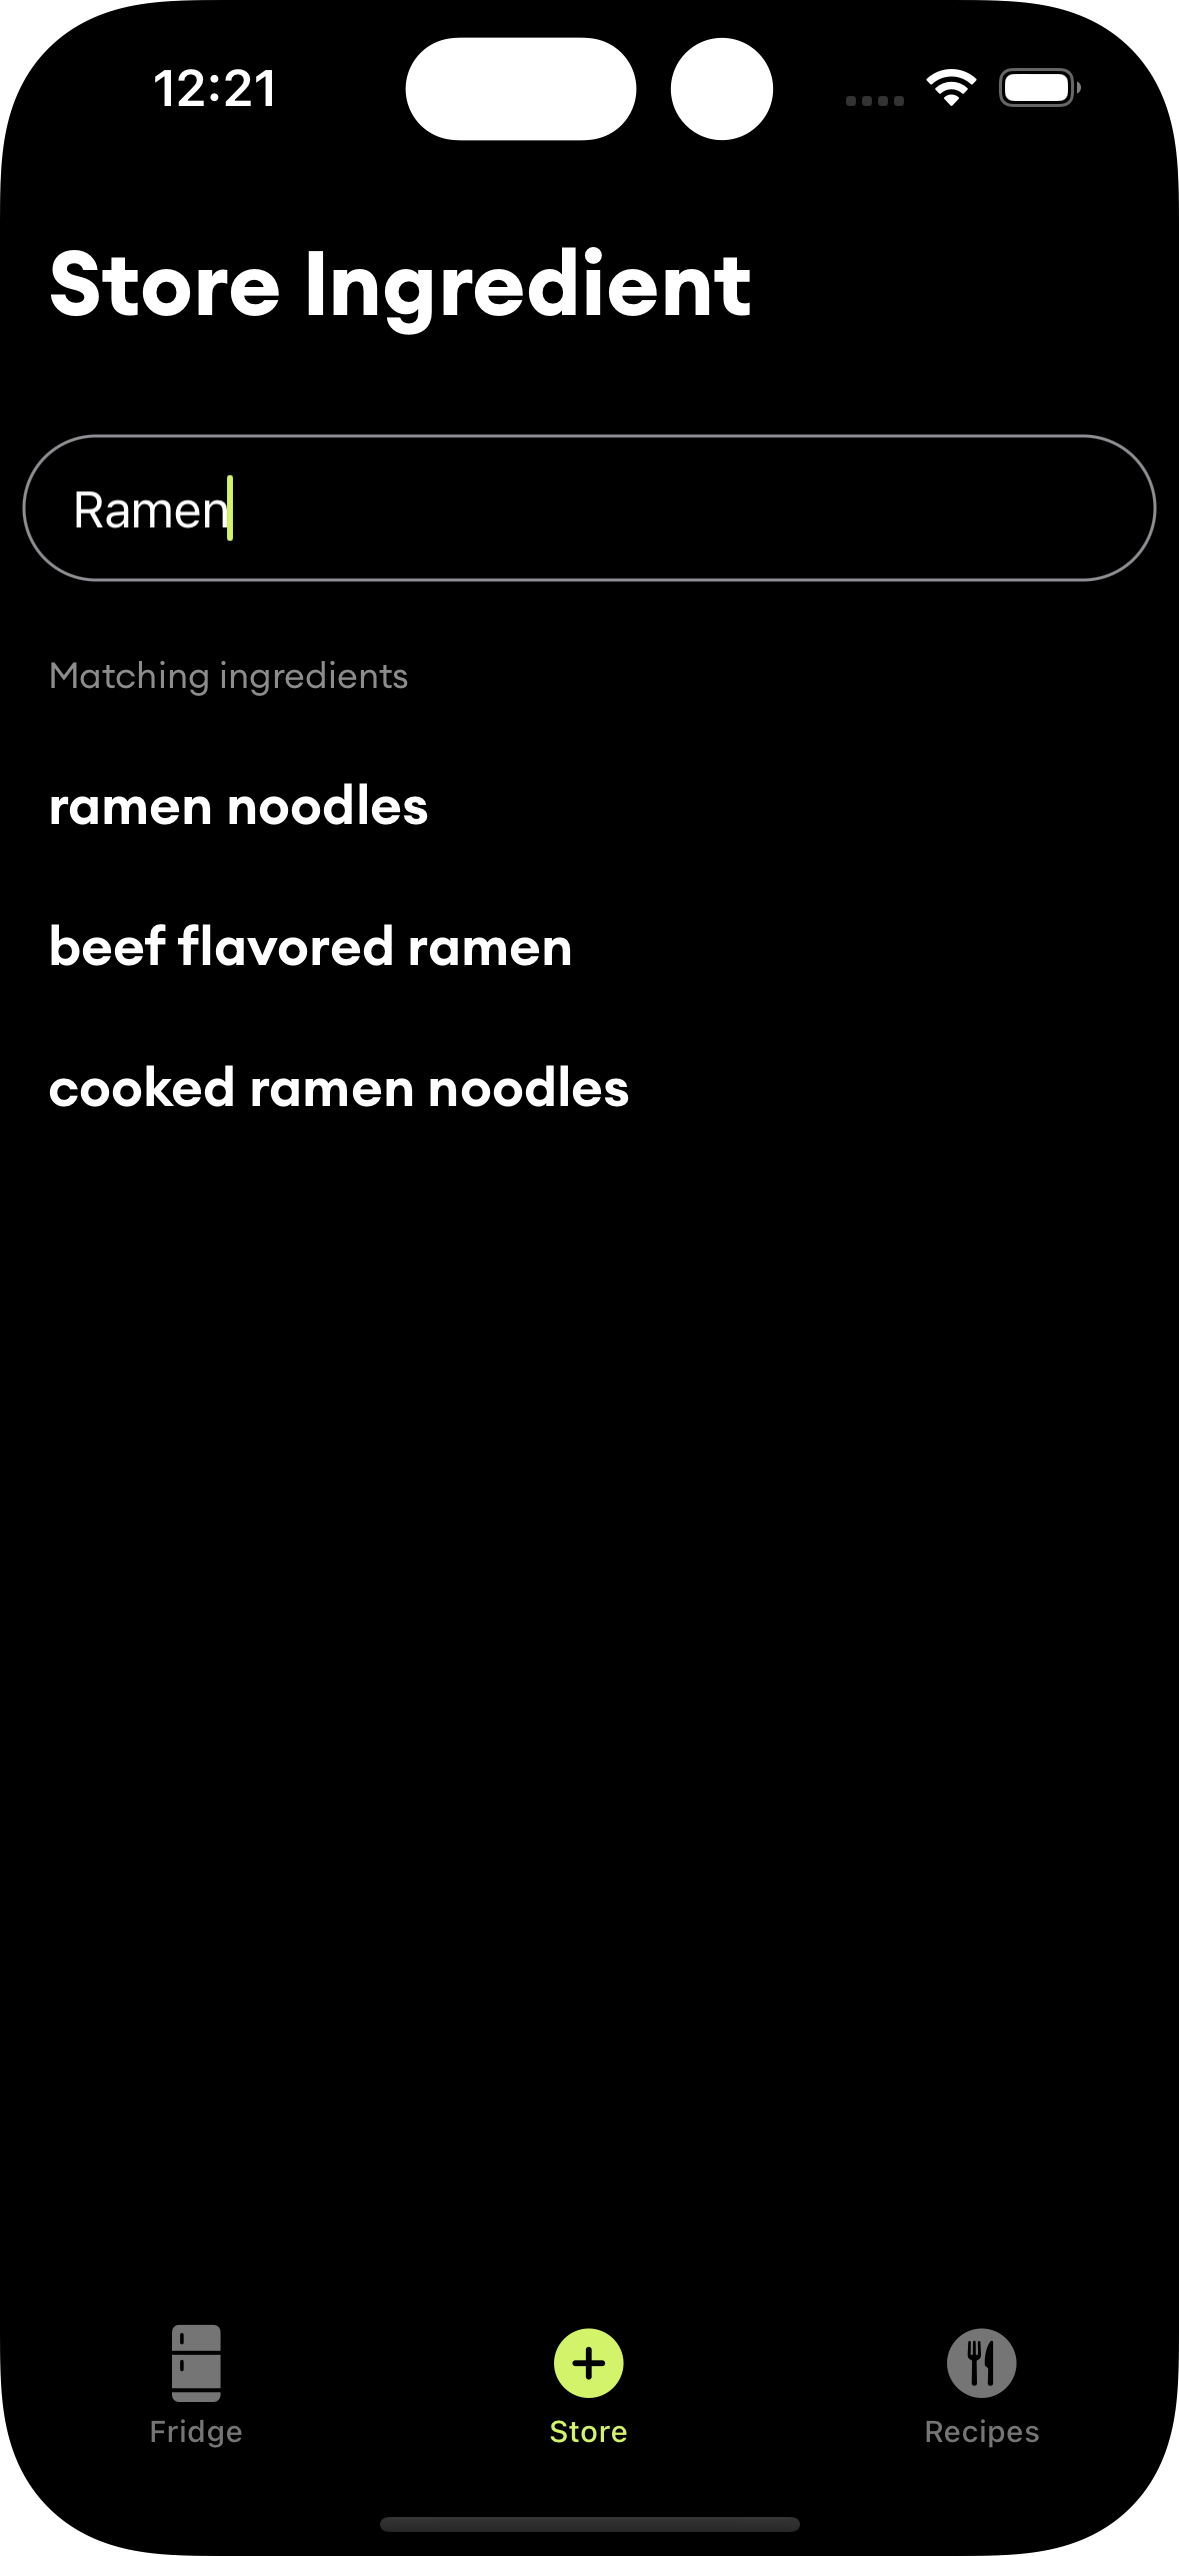 12:21
Store Ingredient
Ramen
Matching ingredients
ramen noodles
beef flavored ramen
cooked ramen noodles
Fridge
Store
Recipes